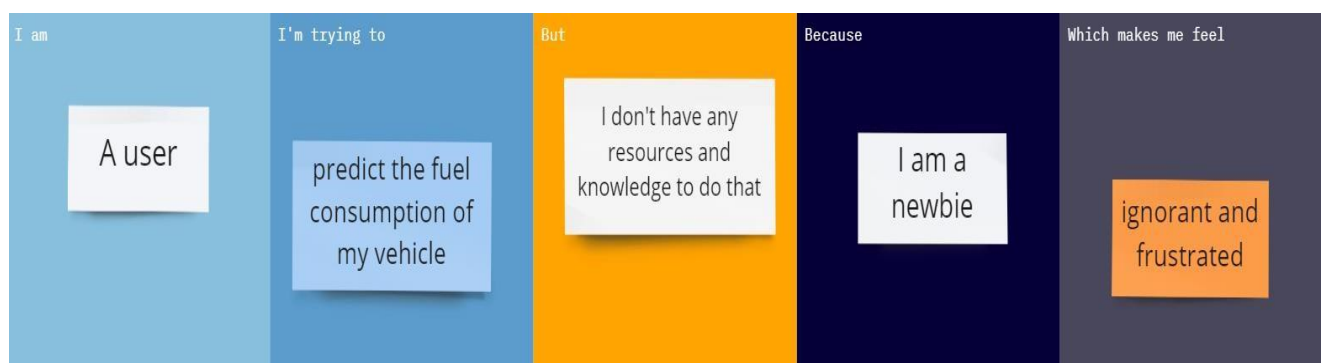 I am
A user
I'm trying to
predict the fuel
consumption of
my vehicle
But
I don't have any
resources and
knowledge to do that
Because
I am a
newbie
Which makes me feel
ignorant and
frustrated